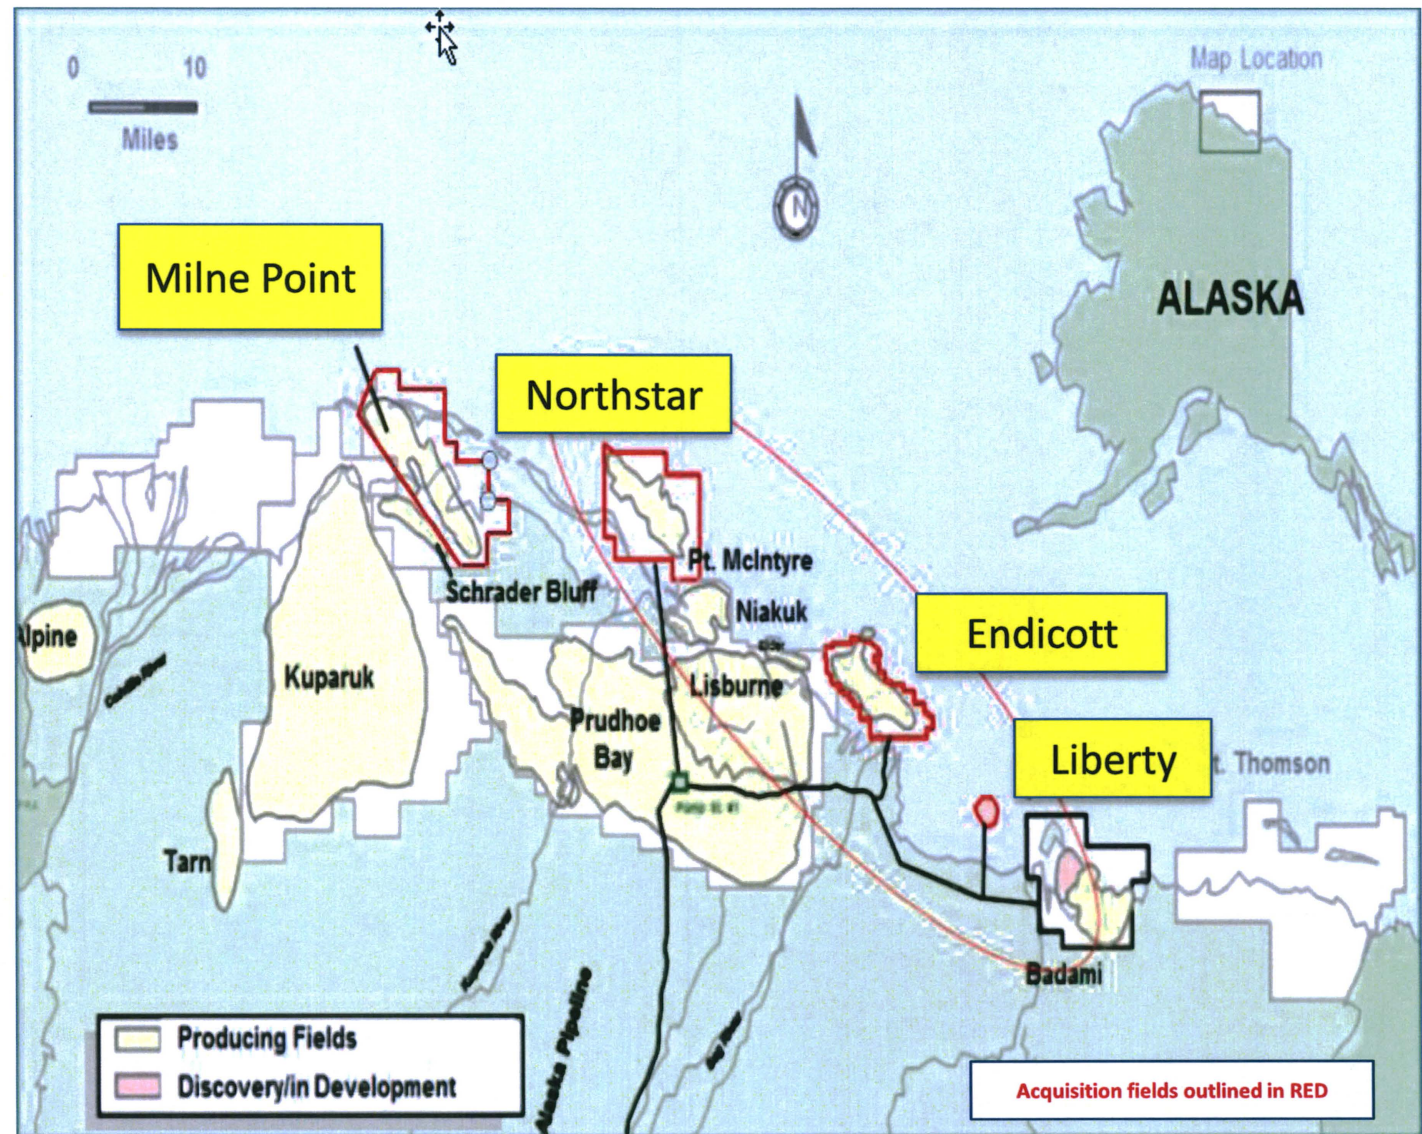 0 10
Miles
Map Location
N
ALASKA
Milne Point
Northstar
Pt. McIntyre
Schrader Bluff
Niakuk
Endicott
Alpine
Kuparuk
Lisburne
Prudhoe
Bay
Liberty
t. Thomson
Tarn
Badami
Alaska Pipeline
Producing Fields
Discovery/in Development
Acquisition fields outlined in RED